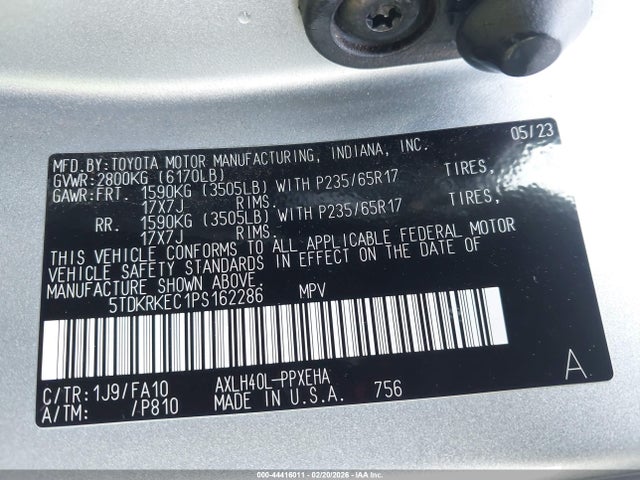 MFD.BY:TOYOTA MOTOR MANUFACTURING, INDIANA, INC. 05/23
GVWR:2800KG (6170LB)
GAWR:FRT. 1590KG (3505LB) WITH P235/65R17 TIRES,
17X7J RIMS.
RR. 1590KG (3505LB) WITH P235/65R17 TIRES,
17X7J RIMS.
THIS VEHICLE CONFORMS TO ALL APPLICABLE FEDERAL MOTOR
VEHICLE SAFETY STANDARDS IN EFFECT ON THE DATE OF
MANUFACTURE SHOWN ABOVE.
5TDKRKEC1PS162286 MPV
C/TR:1J9/FA10 AXLH40L-PPXEHA
A/TM: /P810 MADE IN U.S.A. 756 A
000-44416011 - 02/20/2026 - © IAA Inc.